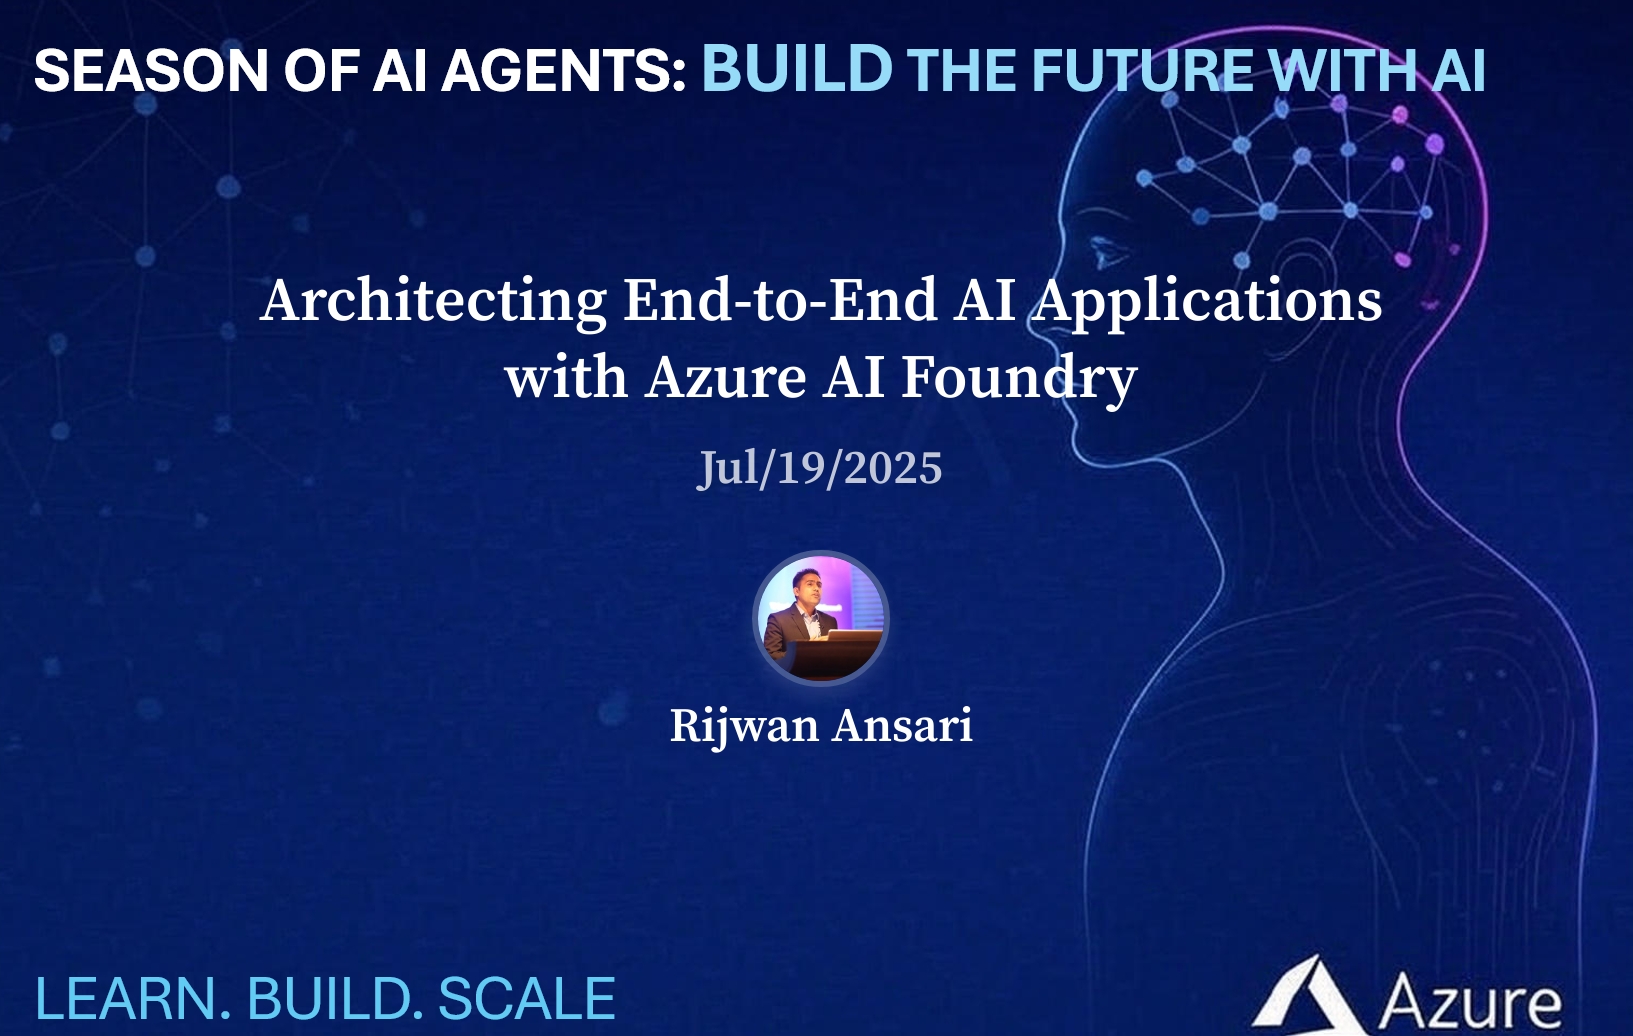 SEASON OF AI AGENTS: BUILD THE FUTURE WITH AI
Architecting End-to-End AI Applications
with Azure AI Foundry
Jul/19/2025
Rijwan Ansari
LEARN. BUILD. SCALE
Azure